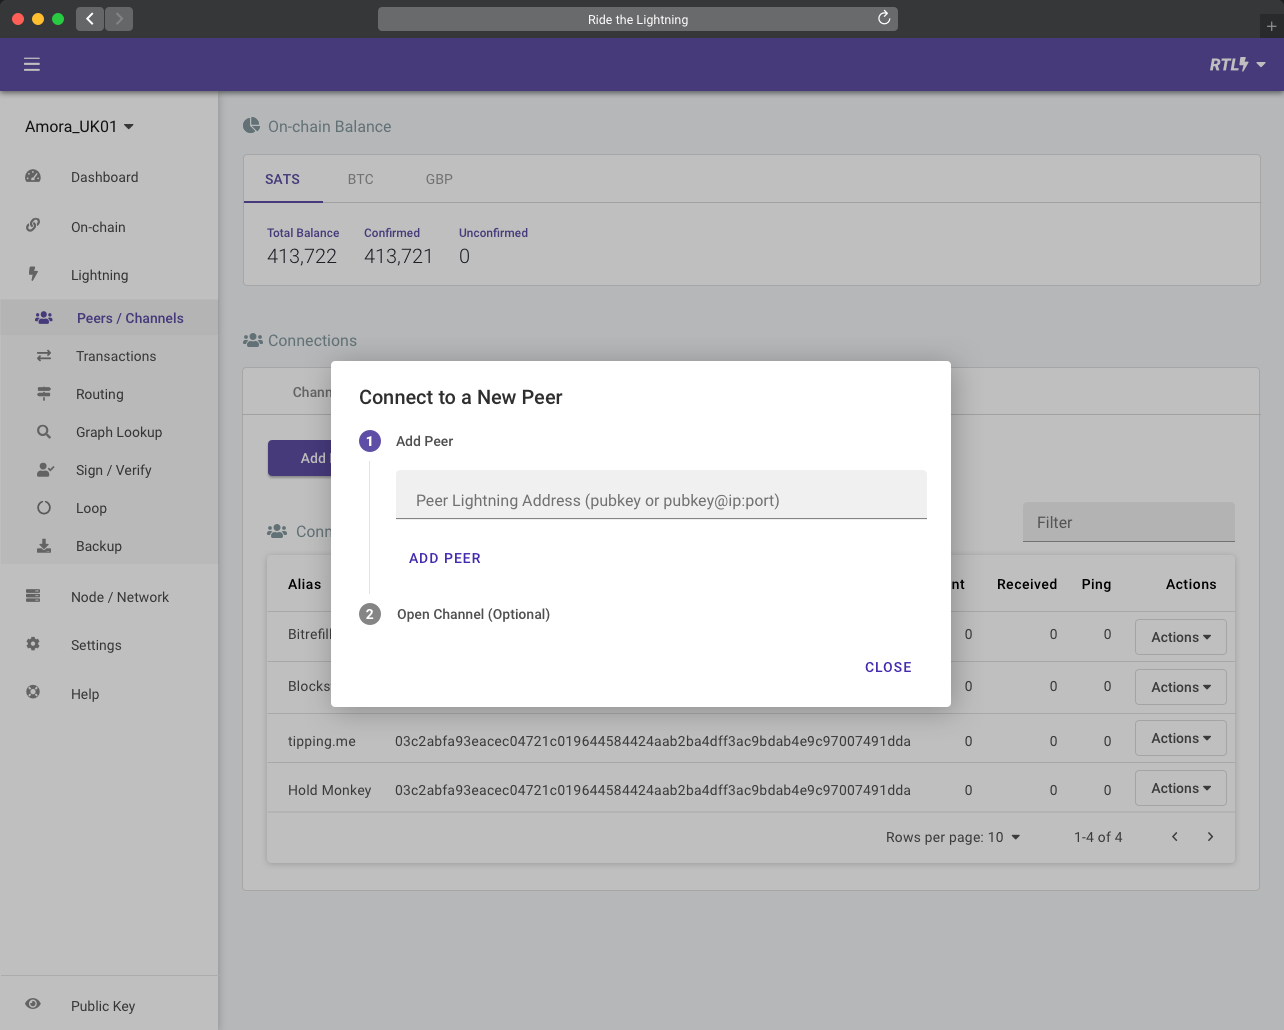 Ride the Lightning
RTL
Amora_UK01
Dashboard
On-chain
Lightning
Peers / Channels
Transactions
Routing
Graph Lookup
Sign / Verify
Loop
Backup
Node / Network
Settings
Help
Public Key
On-chain Balance
SATS BTC GBP
Total Balance Confirmed Unconfirmed
413,722 413,721 0
Connections
Connect to a New Peer
1 Add Peer
Peer Lightning Address (pubkey or pubkey@ip:port)
ADD PEER
2 Open Channel (Optional)
CLOSE
Chann
Add
Conn
Filter
Alias nt Received Ping Actions
Bitrefill 0 0 0 Actions
Blocks 0 0 0 Actions
tipping.me 03c2abfa93eacec04721c019644584424aab2ba4dff3ac9bdab4e9c97007491dda 0 0 0 Actions
Hold Monkey 03c2abfa93eacec04721c019644584424aab2ba4dff3ac9bdab4e9c97007491dda 0 0 0 Actions
Rows per page: 10 1-4 of 4